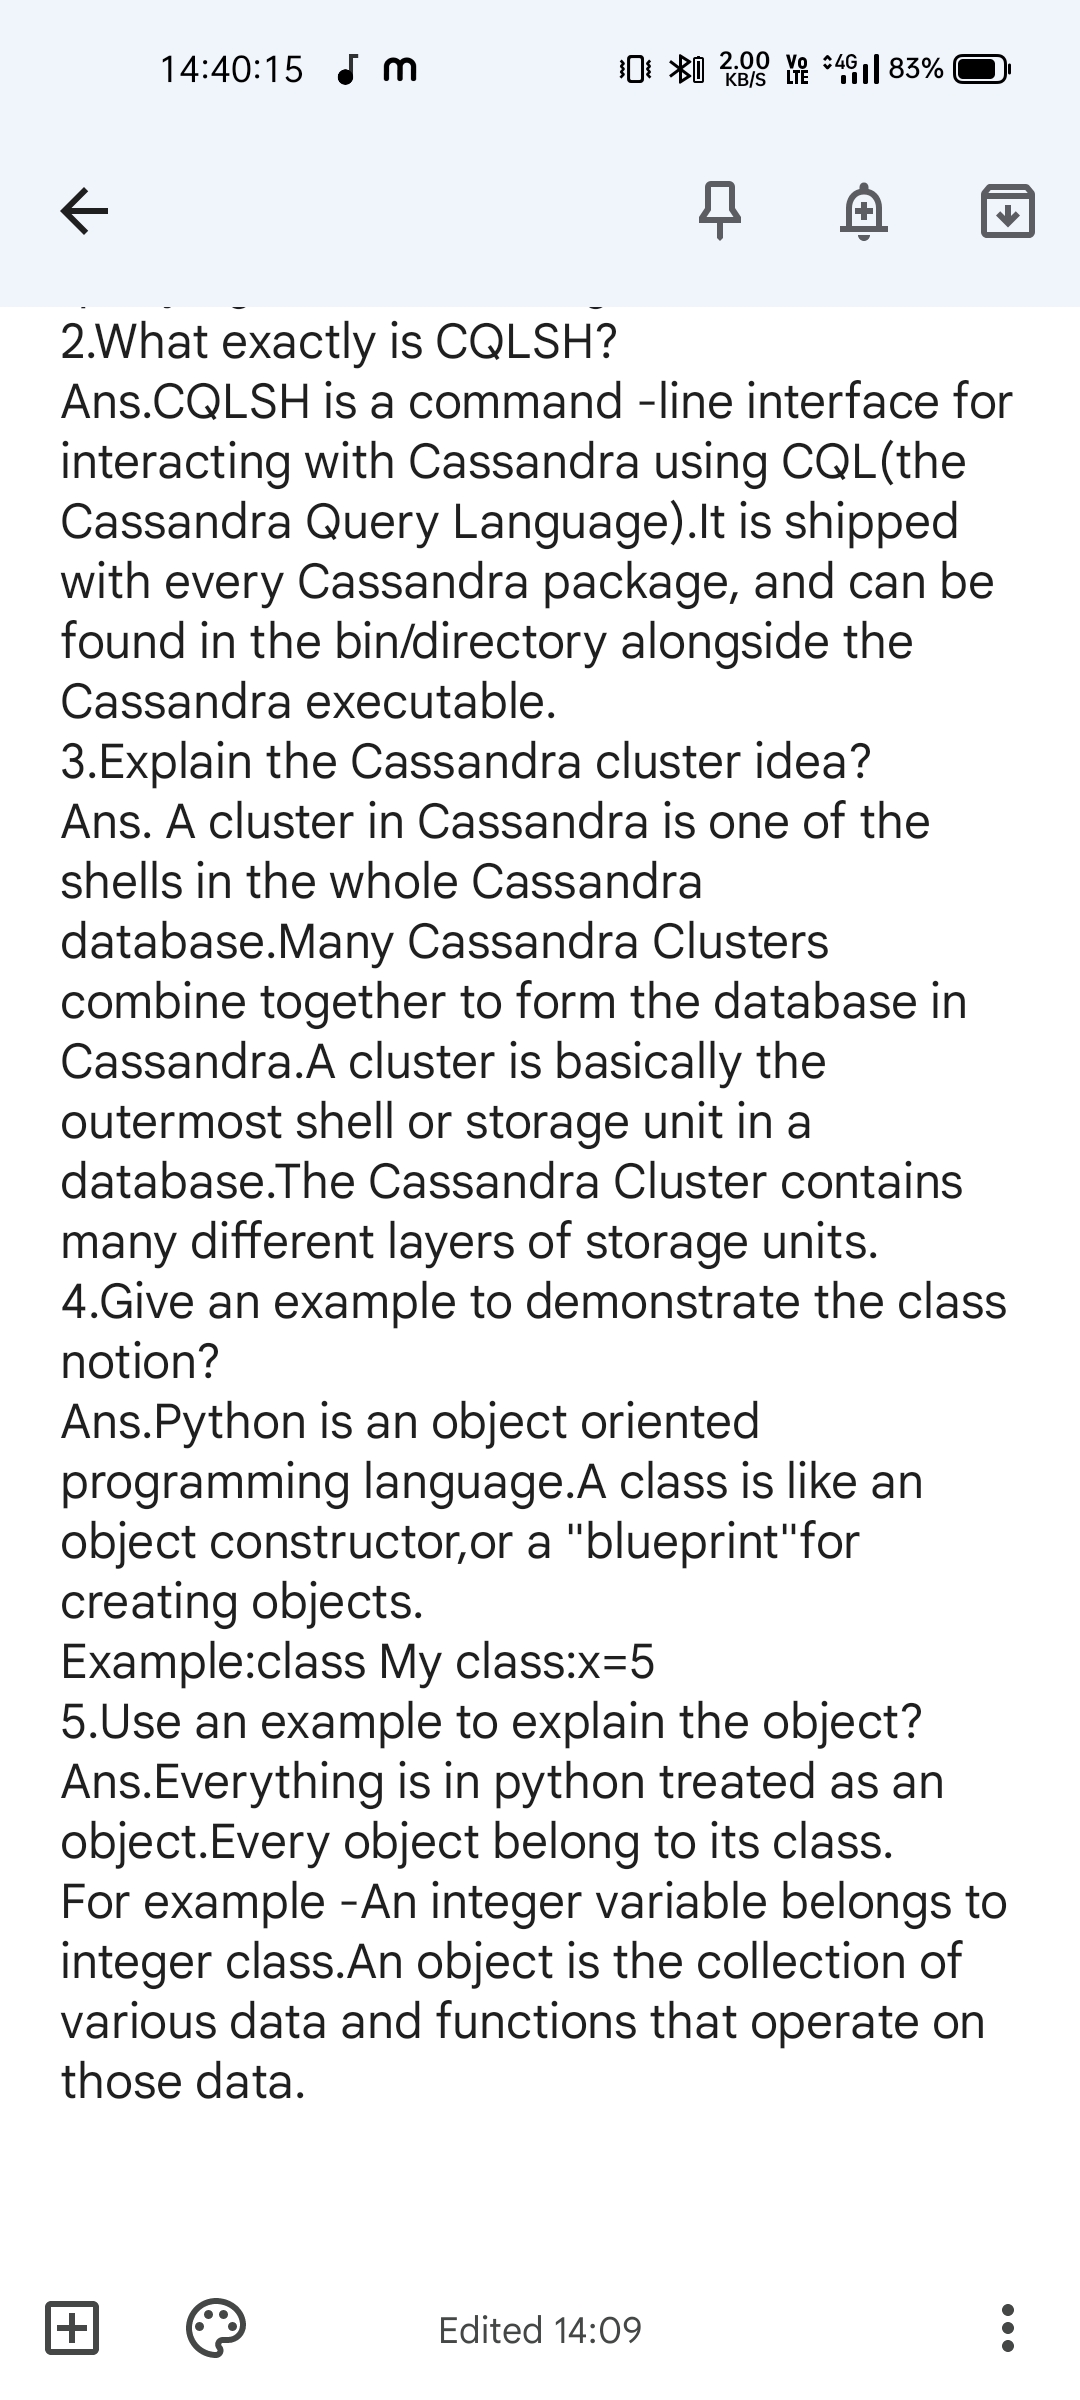 14:40:15 m 2.00 KB/S Vo LTE 4G 83%
2.What exactly is CQLSH?
Ans.CQLSH is a command -line interface for
interacting with Cassandra using CQL(the
Cassandra Query Language).It is shipped
with every Cassandra package, and can be
found in the bin/directory alongside the
Cassandra executable.
3.Explain the Cassandra cluster idea?
Ans. A cluster in Cassandra is one of the
shells in the whole Cassandra
database.Many Cassandra Clusters
combine together to form the database in
Cassandra.A cluster is basically the
outermost shell or storage unit in a
database.The Cassandra Cluster contains
many different layers of storage units.
4.Give an example to demonstrate the class
notion?
Ans.Python is an object oriented
programming language.A class is like an
object constructor,or a "blueprint"for
creating objects.
Example:class My class:x=5
5.Use an example to explain the object?
Ans.Everything is in python treated as an
object.Every object belong to its class.
For example -An integer variable belongs to
integer class.An object is the collection of
various data and functions that operate on
those data.
Edited 14:09